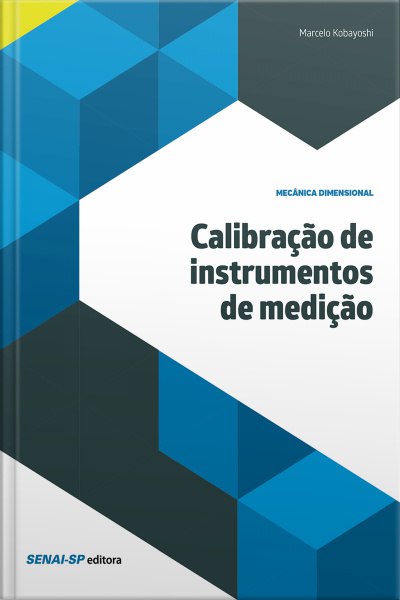 Marcelo Kobayoshi
MECÂNICA DIMENSIONAL
Calibração de
instrumentos
de medição
SENAI-SP editora